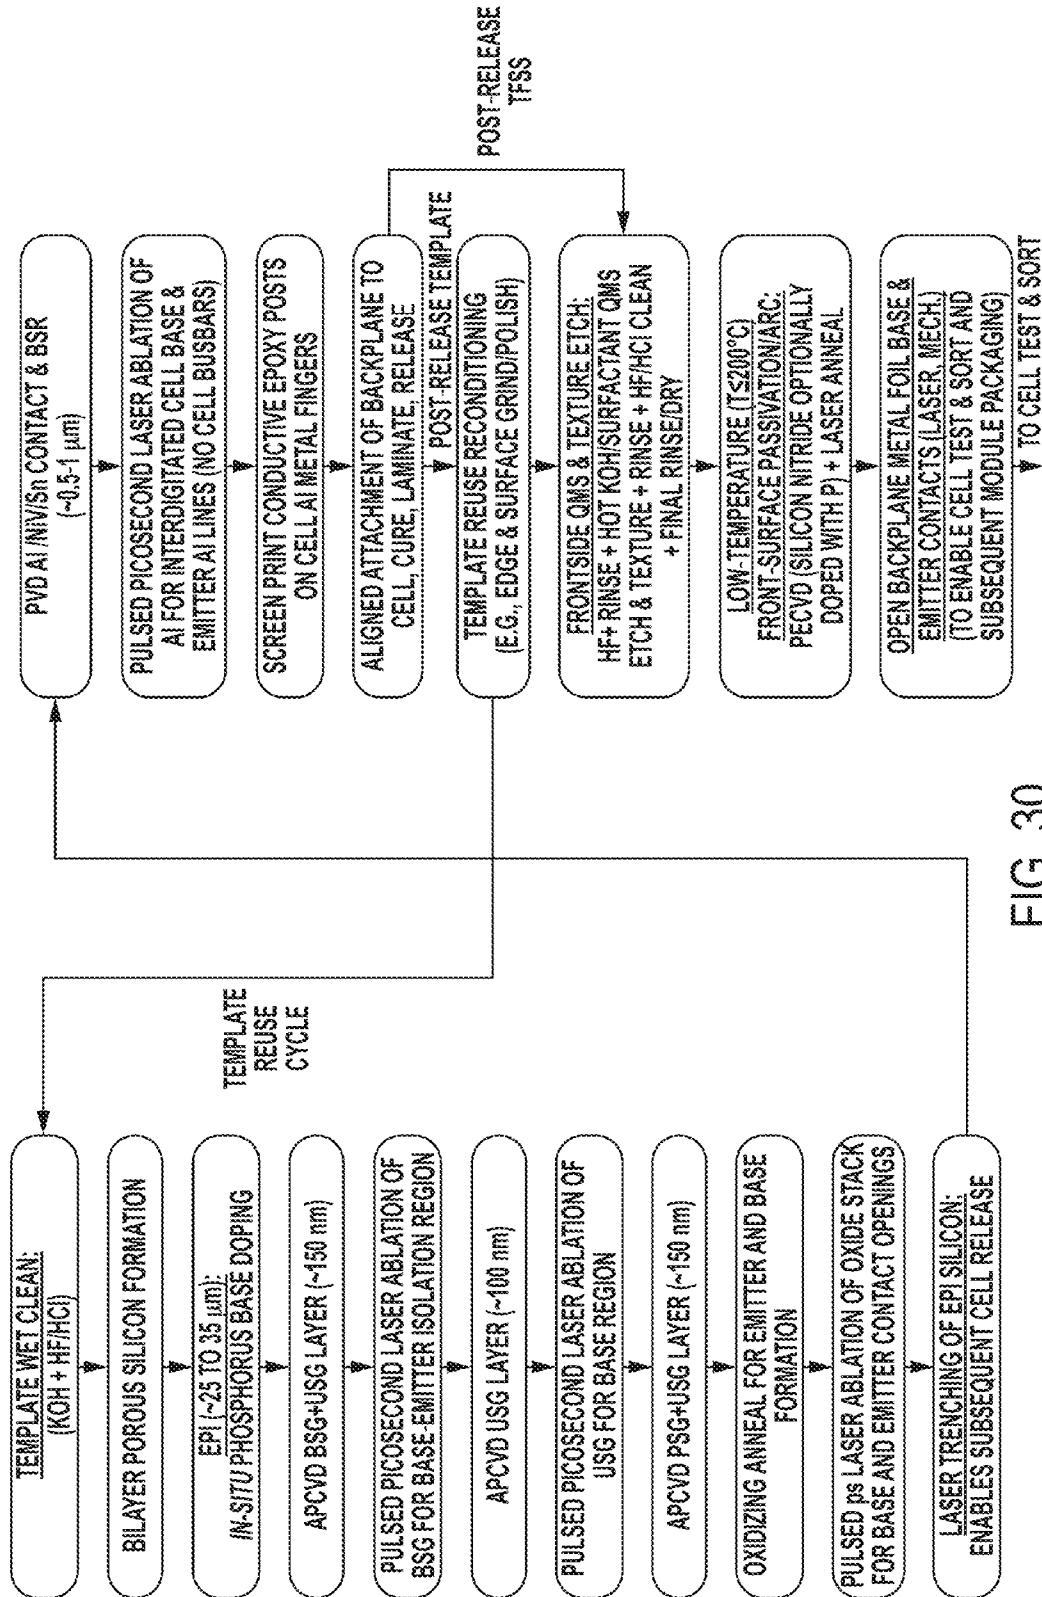 TEMPLATE WET CLEAN:
(KOH + HF/HCl)
BILAYER POROUS SILICON FORMATION
EPI (~25 TO 35 μm):
IN-SITU PHOSPHORUS BASE DOPING
APCVD BSG+USG LAYER (~150 nm)
PULSED PICOSECOND LASER ABLATION OF
BSG FOR BASE-EMITTER ISOLATION REGION
APCVD USG LAYER (~100 nm)
PULSED PICOSECOND LASER ABLATION OF
USG FOR BASE REGION
APCVD PSG+USG LAYER (~150 nm)
OXIDIZING ANNEAL FOR EMITTER AND BASE
FORMATION
PULSED ps LASER ABLATION OF OXIDE STACK
FOR BASE AND EMITTER CONTACT OPENINGS
LASER TRENCHING OF EPI SILICON:
ENABLES SUBSEQUENT CELL RELEASE
TEMPLATE
REUSE
CYCLE
PVD Al /NiV/Sn CONTACT & BSR
(~0.5-1 μm)
PULSED PICOSECOND LASER ABLATION OF
Al FOR INTERDIGITATED CELL BASE &
EMITTER Al LINES (NO CELL BUSBARS)
SCREEN PRINT CONDUCTIVE EPOXY POSTS
ON CELL Al METAL FINGERS
ALIGNED ATTACHMENT OF BACKPLANE TO
CELL, CURE, LAMINATE, RELEASE
POST-RELEASE TEMPLATE
TEMPLATE REUSE RECONDITIONING
(E.G., EDGE & SURFACE GRIND/POLISH)
POST-RELEASE
TFSS
FRONTSIDE QMS & TEXTURE ETCH:
HF+ RINSE + HOT KOH/SURFACTANT QMS
ETCH & TEXTURE + RINSE + HF/HCl CLEAN
+ FINAL RINSE/DRY
LOW-TEMPERATURE (T≤200°C)
FRONT-SURFACE PASSIVATION/ARC:
PECVD (SILICON NITRIDE OPTIONALLY
DOPED WITH P) + LASER ANNEAL
OPEN BACKPLANE METAL FOIL BASE &
EMITTER CONTACTS (LASER, MECH.)
(TO ENABLE CELL TEST & SORT AND
SUBSEQUENT MODULE PACKAGING)
TO CELL TEST & SORT
FIG. 30